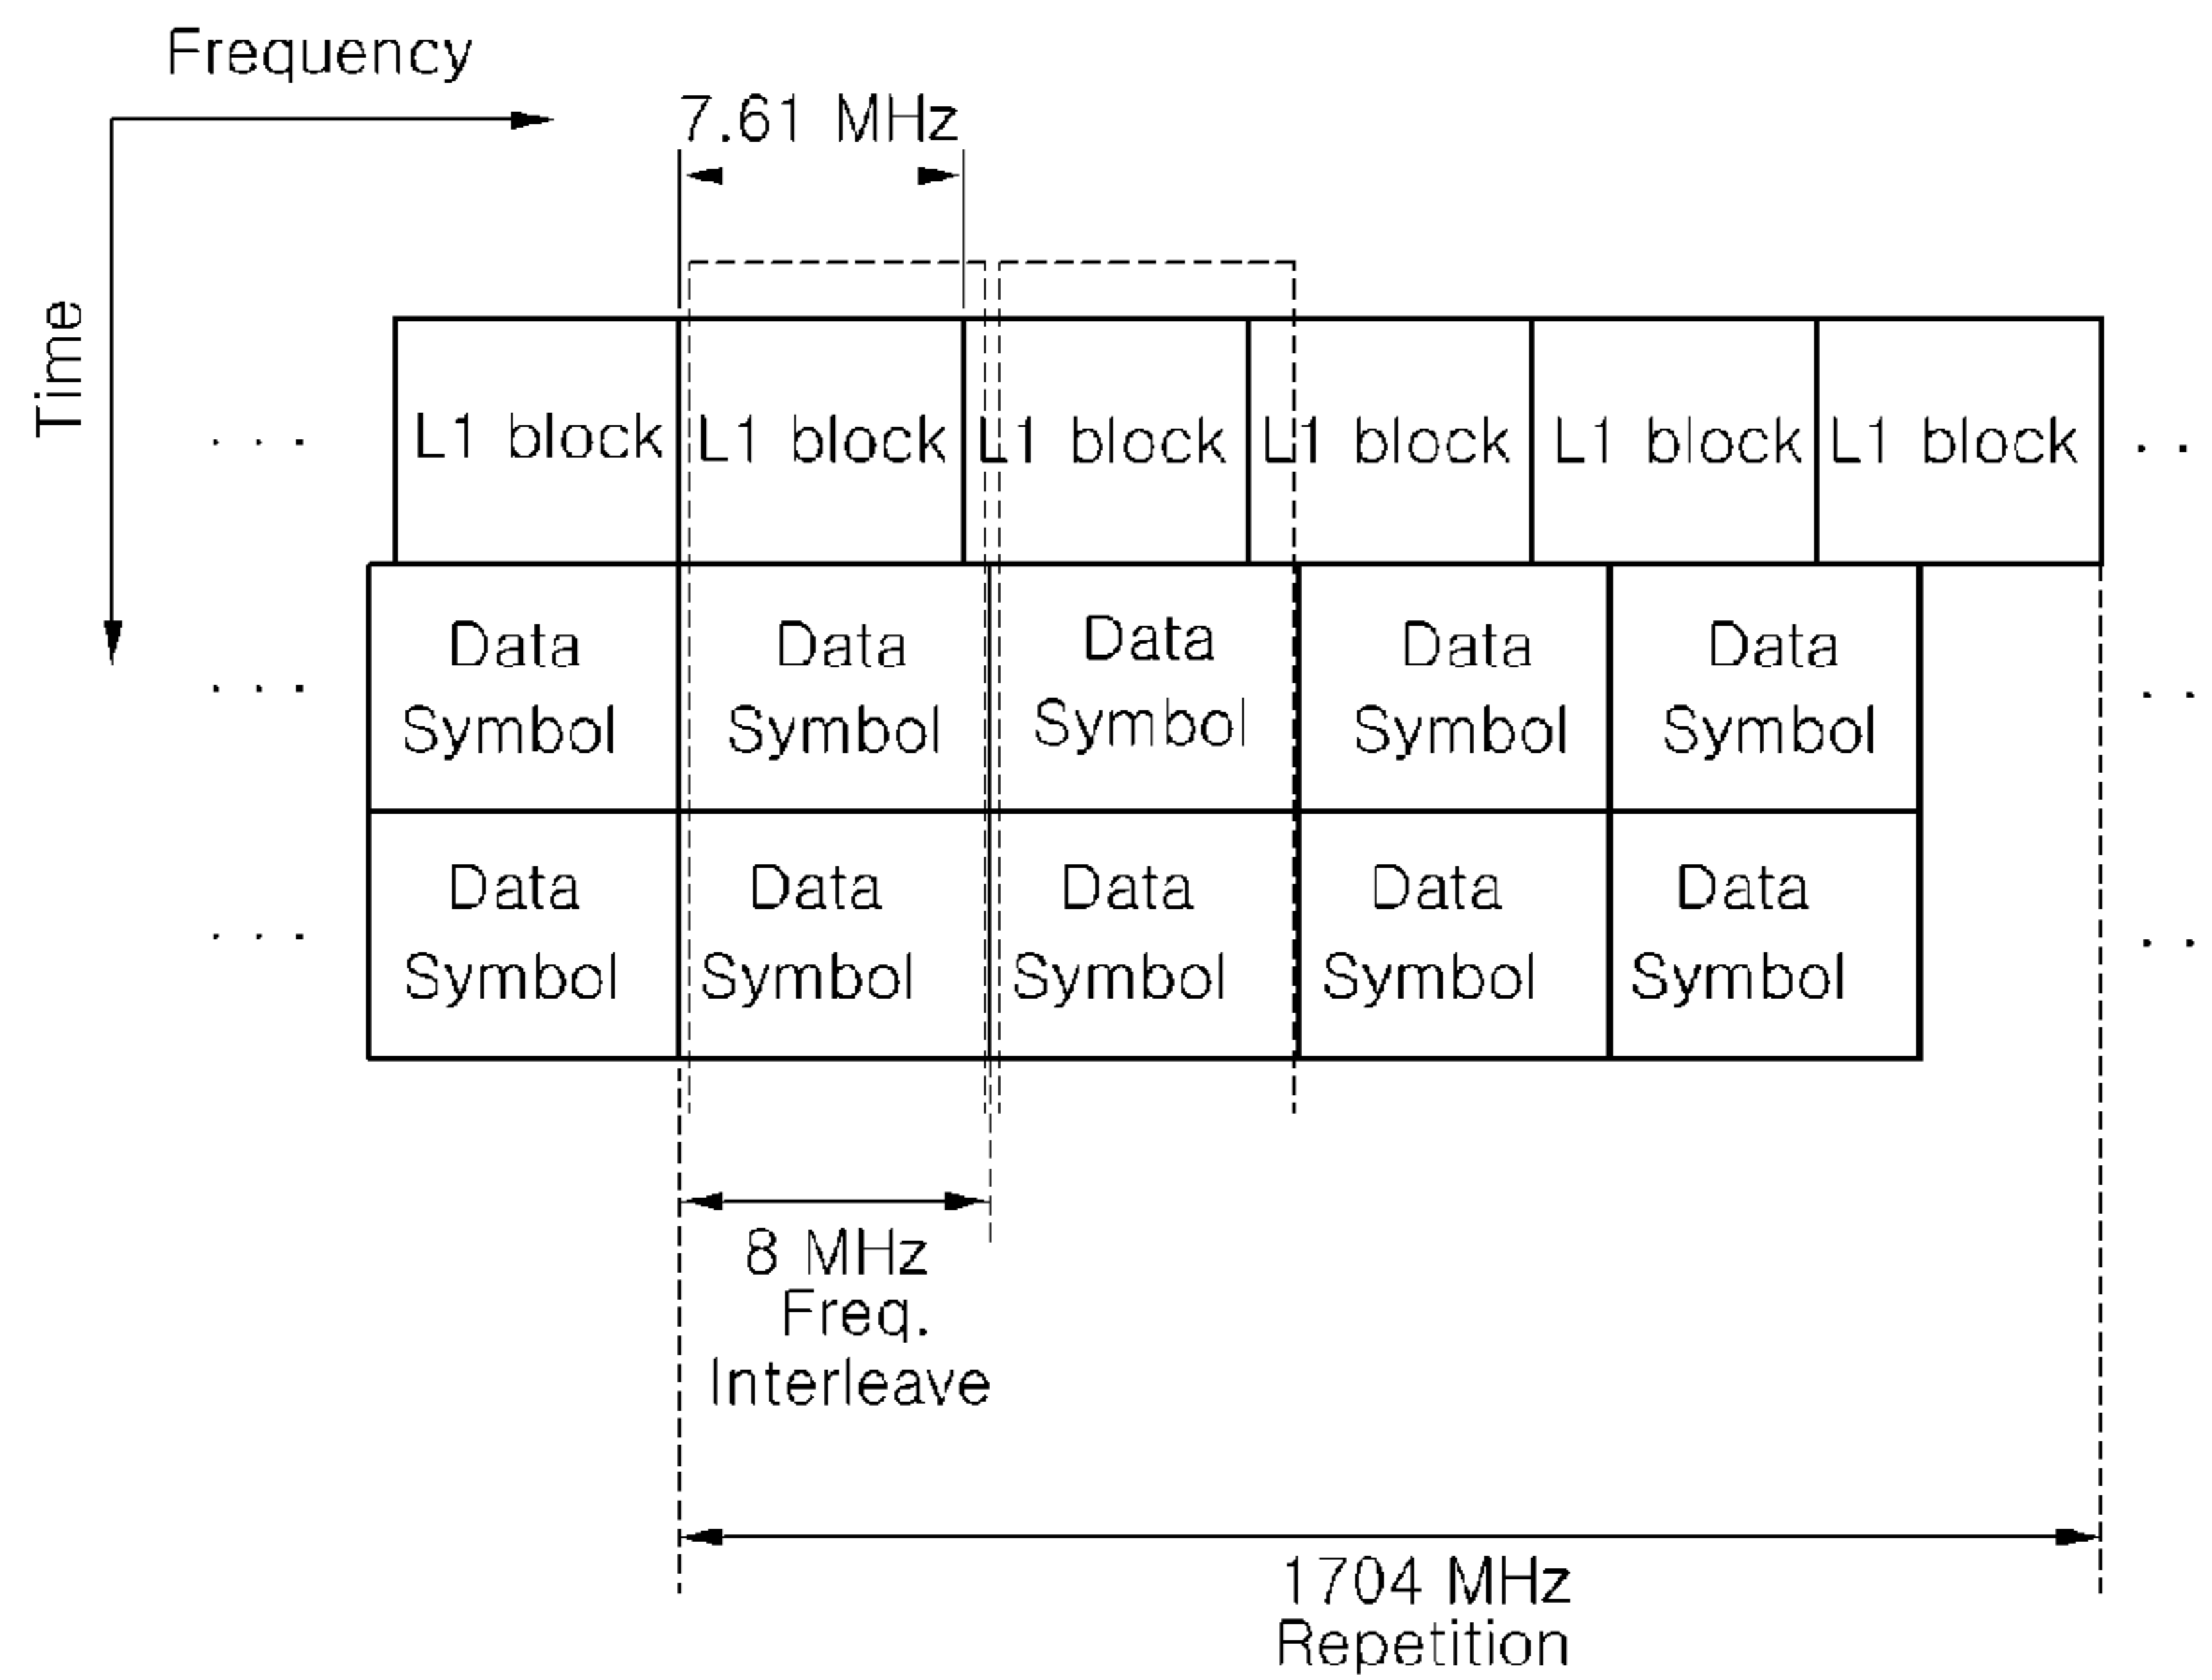 Frequency
7.61 MHz
Time
... L1 block L1 block L1 block L1 block L1 block L1 block ..
Data Data Data Data Data
... Symbol Symbol Symbol Symbol Symbol ..
Data Data Data Data Data
... Symbol Symbol Symbol Symbol Symbol ..
8 MHz
Freq.
Interleave
1704 MHz
Repetition